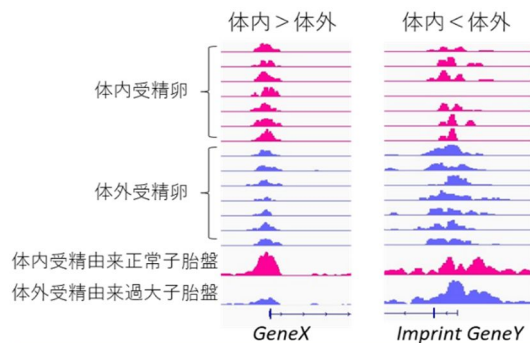 体内＞体外 体内＜体外
体内受精卵
体外受精卵
体内受精由来正常子胎盤
体外受精由来過大子胎盤
GeneX Imprint GeneY